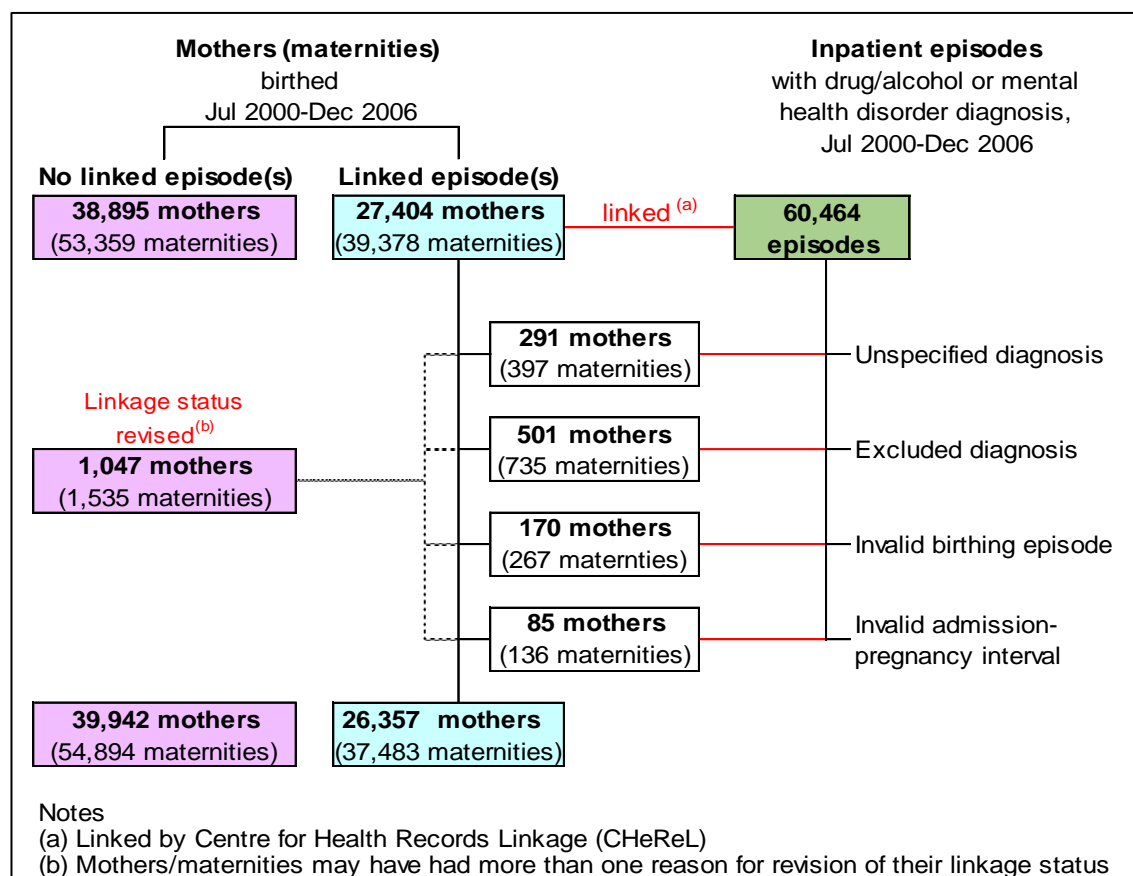 Mothers (maternities)
birthed
Jul 2000-Dec 2006
Inpatient episodes
with drug/alcohol or mental
health disorder diagnosis,
Jul 2000-Dec 2006
No linked episode(s)
Linked episode(s)
38,895 mothers
(53,359 maternities)
27,404 mothers
(39,378 maternities)
linked (a)
60,464
episodes
291 mothers
(397 maternities)
Unspecified diagnosis
Linkage status
revised(b)
1,047 mothers
(1,535 maternities)
501 mothers
(735 maternities)
Excluded diagnosis
170 mothers
(267 maternties)
Invalid birthing episode
85 mothers
(136 maternities)
Invalid admission-
pregnancy interval
39,942 mothers
(54,894 maternities)
26,357 mothers
(37,483 maternities)
Notes
(a) Linked by Centre for Health Records Linkage (CHeReL)
(b) Mothers/maternities may have had more than one reason for revision of their linkage status